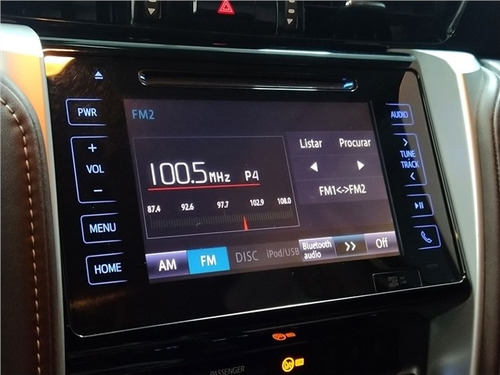 PWR
+
VOL
−
MENU
HOME
FM2
100.5 MHz P4
87.4 92.6 97.7 102.9 108.0
Listar Procurar
◀ ▶
FM1<->FM2
AM FM DISC iPod/USB Bluetooth audio >> Off
AUDIO
>
TUNE
TRACK
<
PASSENGER